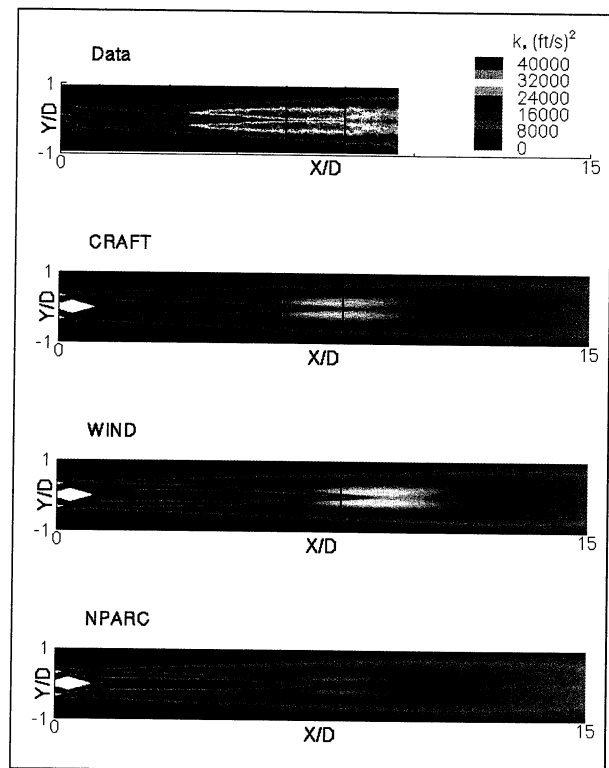 Data
k, (ft/s)²
40000
32000
24000
16000
8000
0
1
Y/D
-1
0
X/D
15
CRAFT
1
Y/D
-1
0
X/D
15
WIND
1
Y/D
-1
0
X/D
15
NPARC
1
Y/D
-1
0
X/D
15